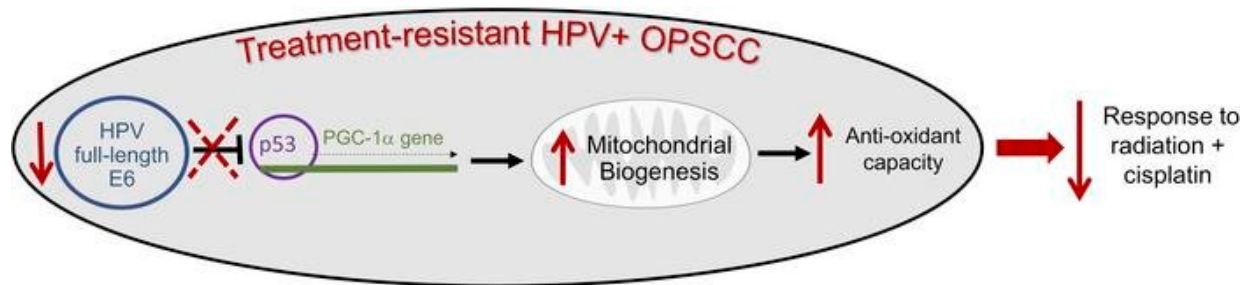 Treatment-resistant HPV+ OPSCC
HPV
full-length
E6
p53
PGC-1α gene
Mitochondrial
Biogenesis
Anti-oxidant
capacity
Response to
radiation +
cisplatin